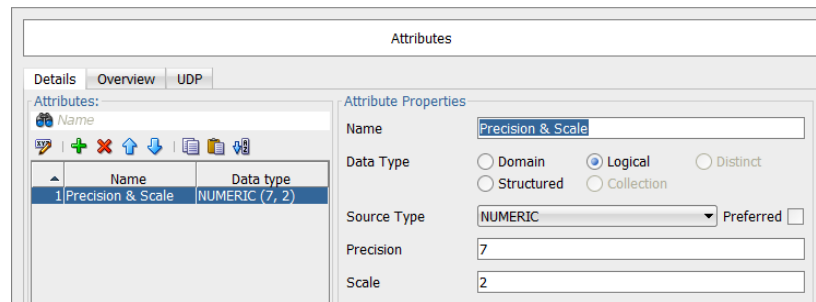 Attributes
Details Overview UDP
Attributes:
Name
Name Data type
1 Precision & Scale NUMERIC (7, 2)
Attribute Properties
Name Precision & Scale
Data Type Domain Logical Distinct
Structured Collection
Source Type NUMERIC Preferred
Precision 7
Scale 2